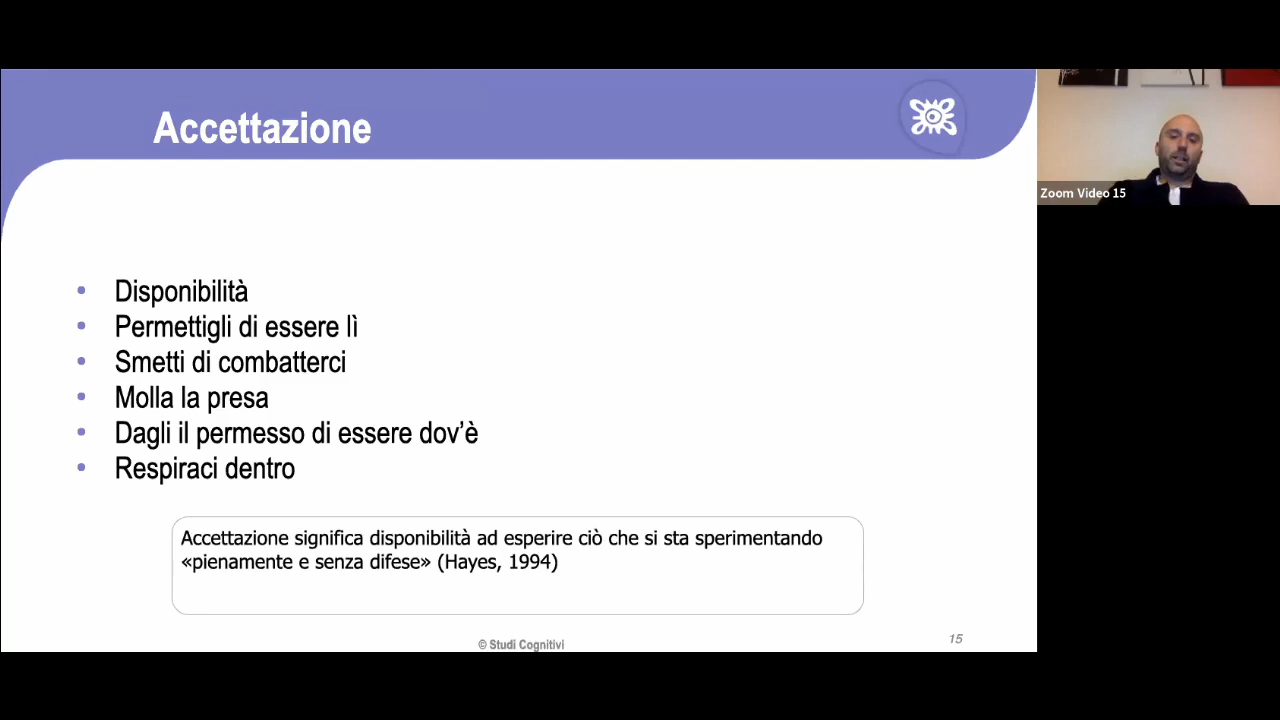 Accettazione
Zoom Video 15
• Disponibilità
• Permettigli di essere lì
• Smetti di combatterci
• Molla la presa
• Dagli il permesso di essere dov’è
• Respiraci dentro
Accettazione significa disponibilità ad esperire ciò che si sta sperimentando
«pienamente e senza difese» (Hayes, 1994)
© Studi Cognitivi
15